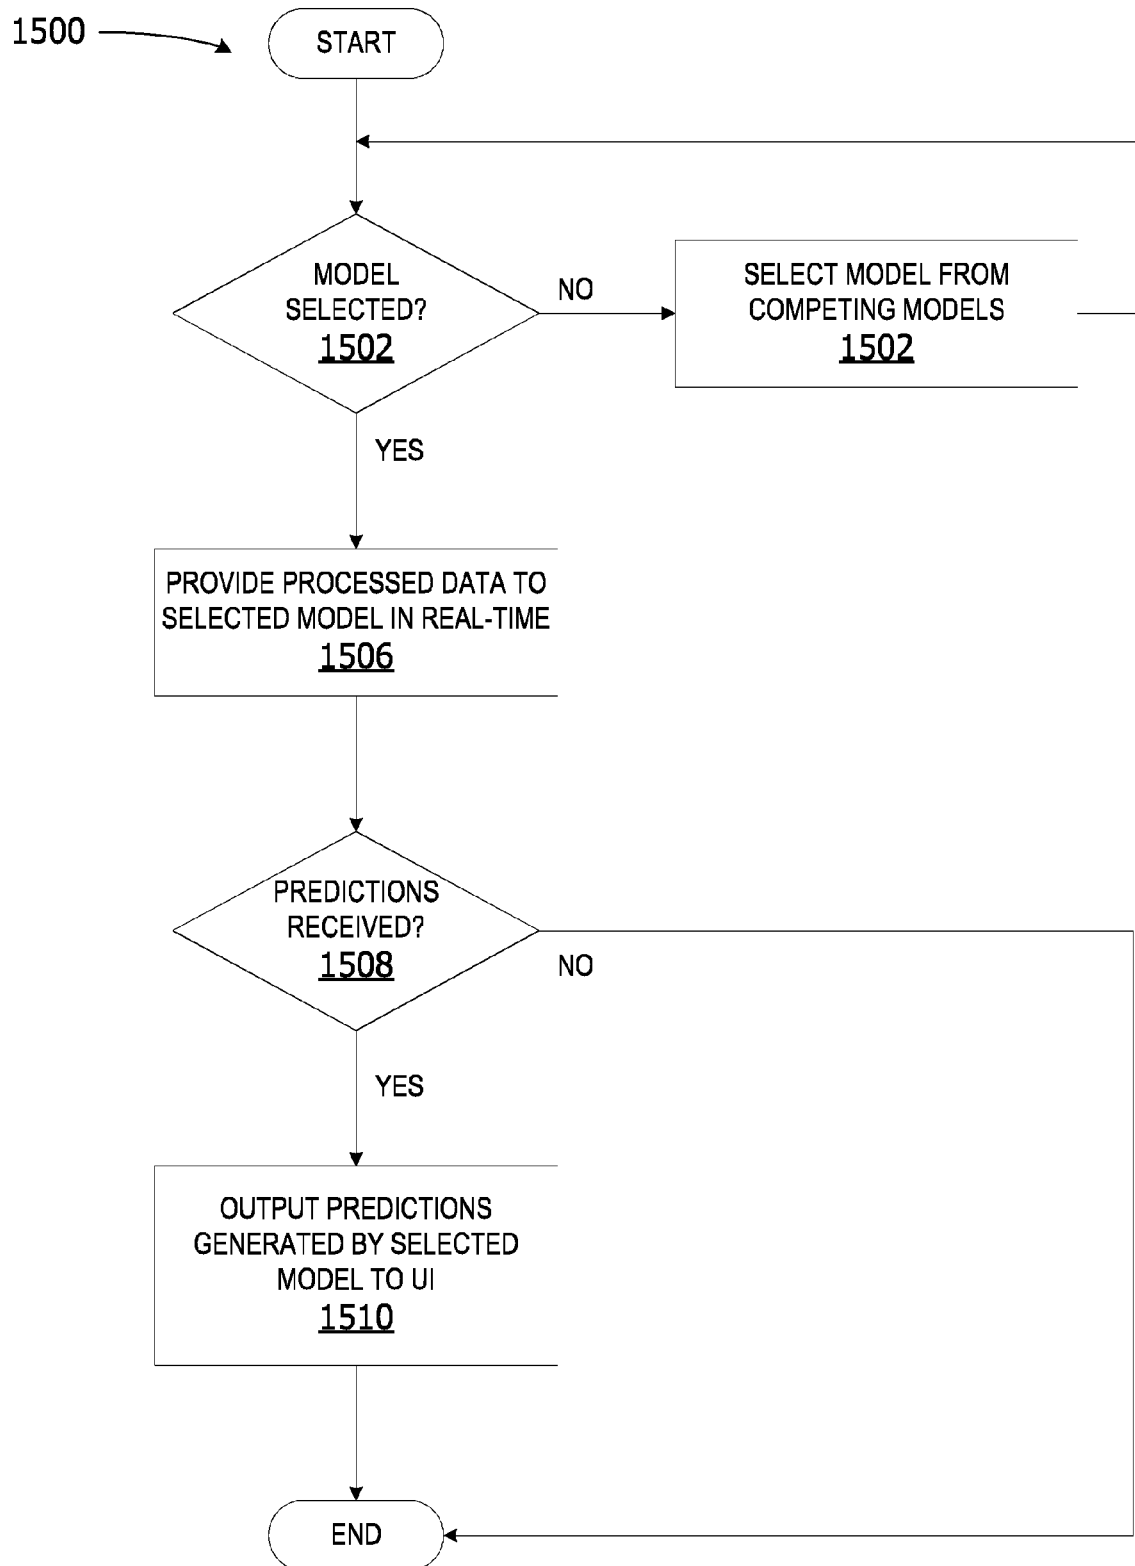 1500
START
MODEL
SELECTED?
1502
NO
SELECT MODEL FROM
COMPETING MODELS
1502
YES
PROVIDE PROCESSED DATA TO
SELECTED MODEL IN REAL-TIME
1506
PREDICTIONS
RECEIVED?
1508
NO
YES
OUTPUT PREDICTIONS
GENERATED BY SELECTED
MODEL TO UI
1510
END